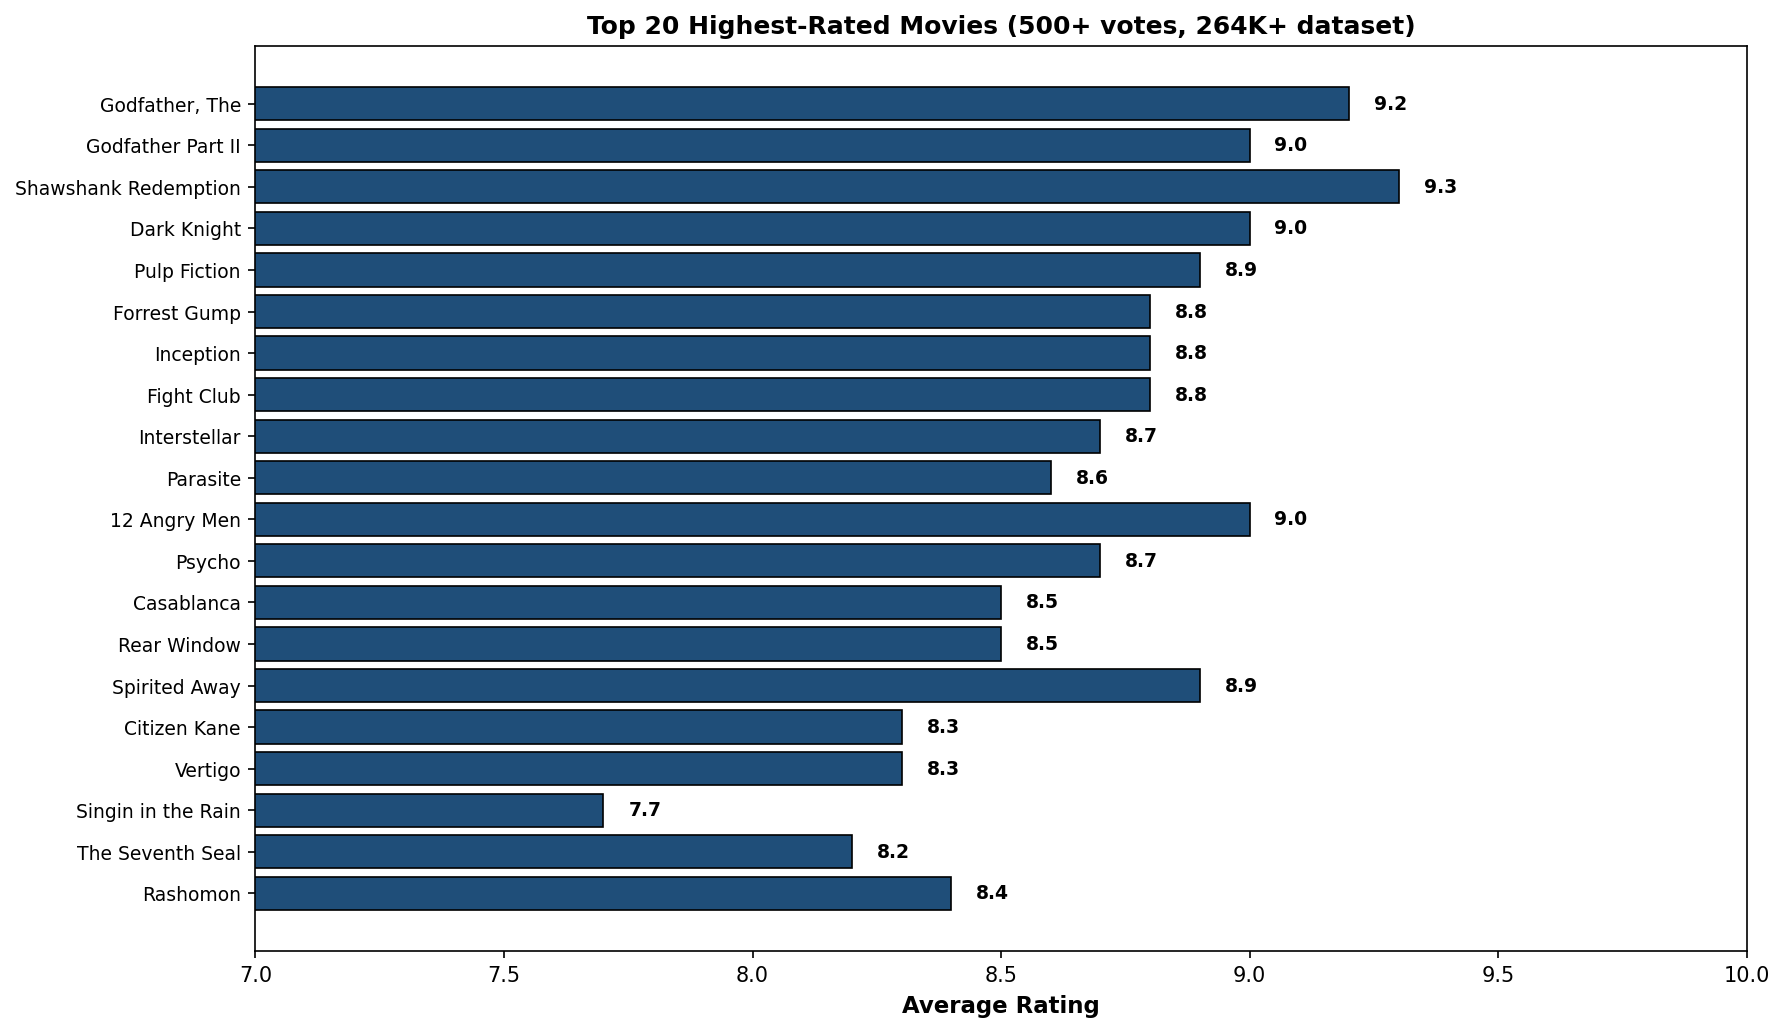 Top 20 Highest-Rated Movies (500+ votes, 264K+ dataset)
Godfather, The 9.2
Godfather Part II 9.0
Shawshank Redemption 9.3
Dark Knight 9.0
Pulp Fiction 8.9
Forrest Gump 8.8
Inception 8.8
Fight Club 8.8
Interstellar 8.7
Parasite 8.6
12 Angry Men 9.0
Psycho 8.7
Casablanca 8.5
Rear Window 8.5
Spirited Away 8.9
Citizen Kane 8.3
Vertigo 8.3
Singin in the Rain 7.7
The Seventh Seal 8.2
Rashomon 8.4
7.0 7.5 8.0 8.5 9.0 9.5 10.0
Average Rating